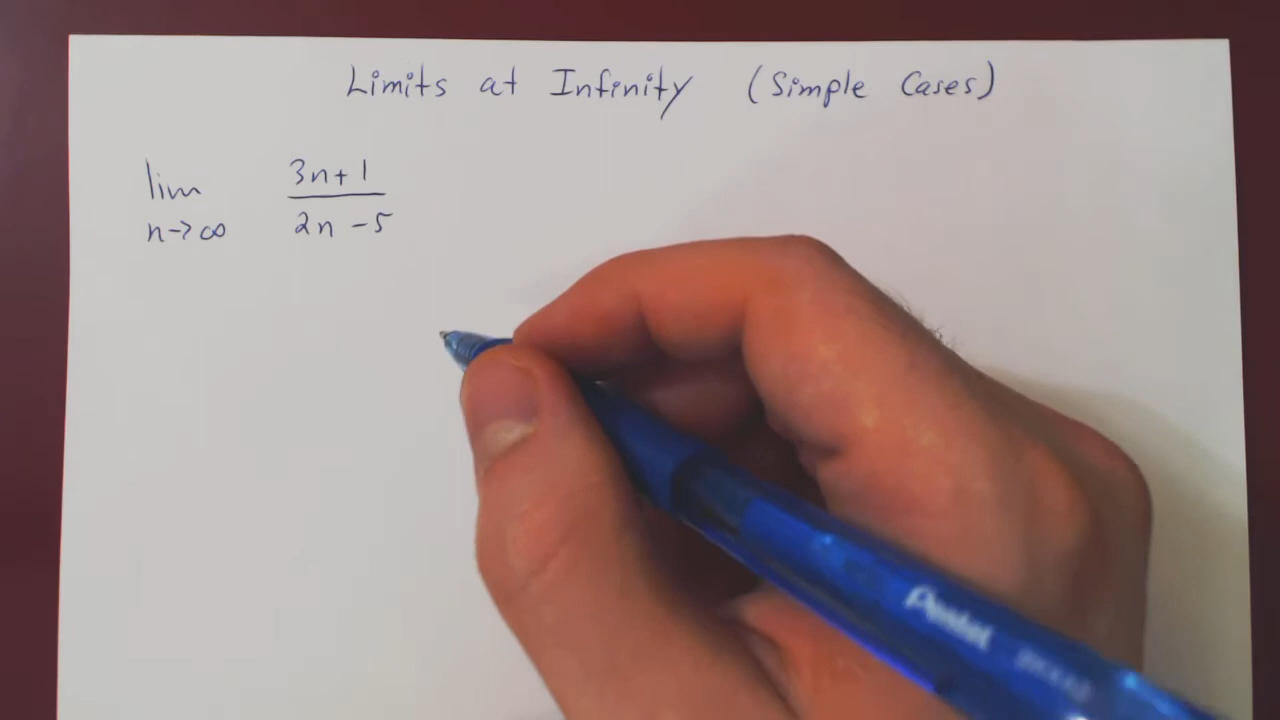 Limits at Infinity (Simple Cases)
lim 3n+1
n→∞ 2n -5
Pentel